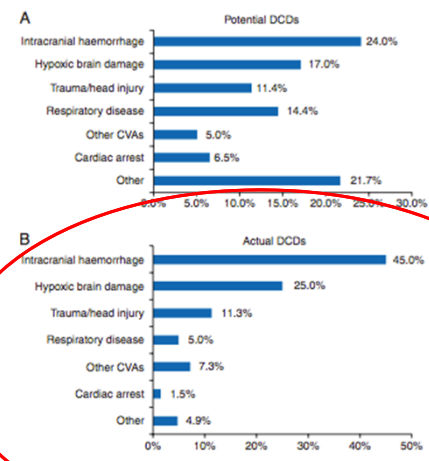 A
Potential DCDs
Intracranial haemorrhage 24.0%
Hypoxic brain damage 17.0%
Trauma/head injury 11.4%
Respiratory disease 14.4%
Other CVAs 5.0%
Cardiac arrest 6.5%
Other 21.7%
0.0% 5.0% 10.0% 15.0% 20.0% 25.0% 30.0%
B
Actual DCDs
Intracranial haemorrhage 45.0%
Hypoxic brain damage 25.0%
Trauma/head injury 11.3%
Respiratory disease 5.0%
Other CVAs 7.3%
Cardiac arrest 1.5%
Other 4.9%
0% 10% 20% 30% 40% 50%